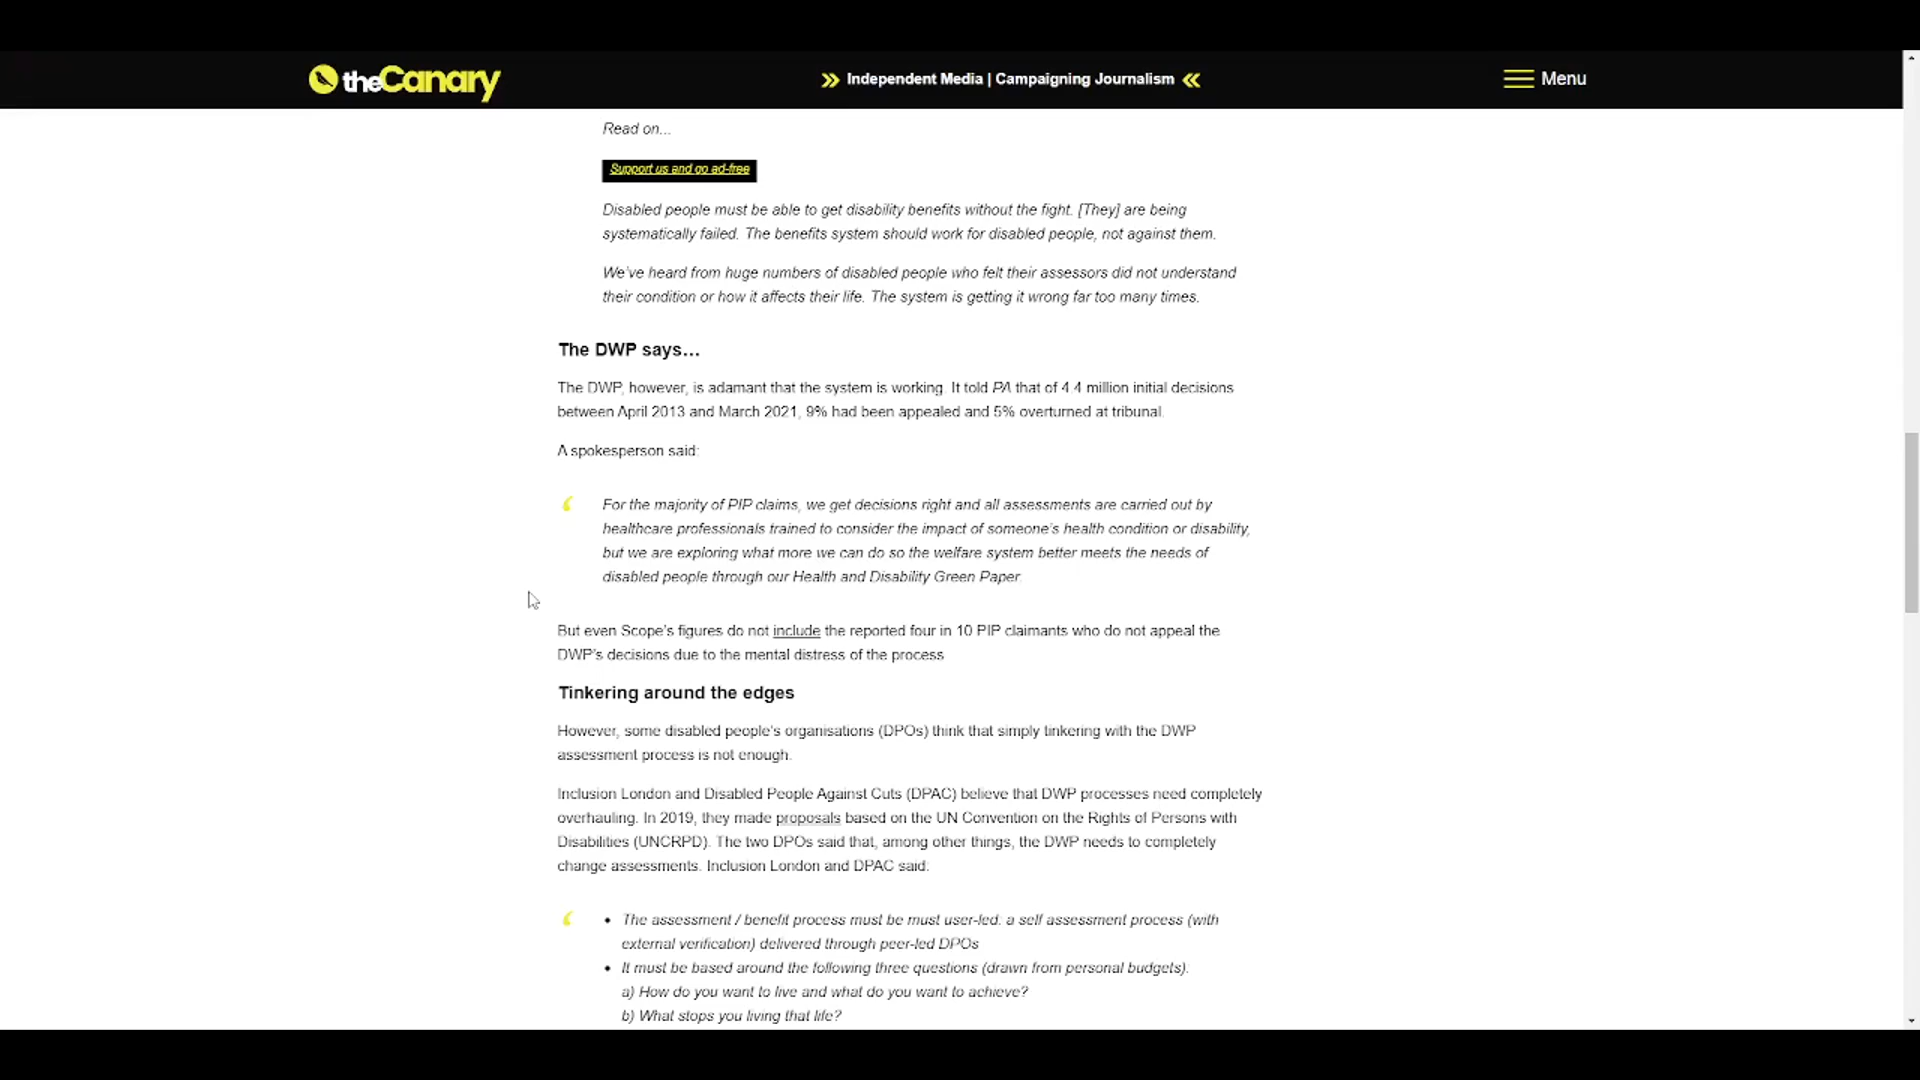 theCanary
Independent Media | Campaigning Journalism
Menu
Read on...
Support us and go ad-free
Disabled people must be able to get disability benefits without the fight. [They] are being
systematically failed. The benefits system should work for disabled people, not against them.
We've heard from huge numbers of disabled people who felt their assessors did not understand
their condition or how it affects their life. The system is getting it wrong far too many times.
The DWP says…
The DWP, however, is adamant that the system is working. It told PA that of 4.4 million initial decisions
between April 2013 and March 2021, 9% had been appealed and 5% overturned at tribunal.
A spokesperson said:
For the majority of PIP claims, we get decisions right and all assessments are carried out by
healthcare professionals trained to consider the impact of someone's health condition or disability,
but we are exploring what more we can do so the welfare system better meets the needs of
disabled people through our Health and Disability Green Paper.
But even Scope's figures do not include the reported four in 10 PIP claimants who do not appeal the
DWP's decisions due to the mental distress of the process
Tinkering around the edges
However, some disabled people's organisations (DPOs) think that simply tinkering with the DWP
assessment process is not enough.
Inclusion London and Disabled People Against Cuts (DPAC) believe that DWP processes need completely
overhauling. In 2019, they made proposals based on the UN Convention on the Rights of Persons with
Disabilities (UNCRPD). The two DPOs said that, among other things, the DWP needs to completely
change assessments. Inclusion London and DPAC said:
• The assessment / benefit process must be must user-led: a self assessment process (with
external verification) delivered through peer-led DPOs
• It must be based around the following three questions (drawn from personal budgets).
a) How do you want to live and what do you want to achieve?
b) What stops you living that life?